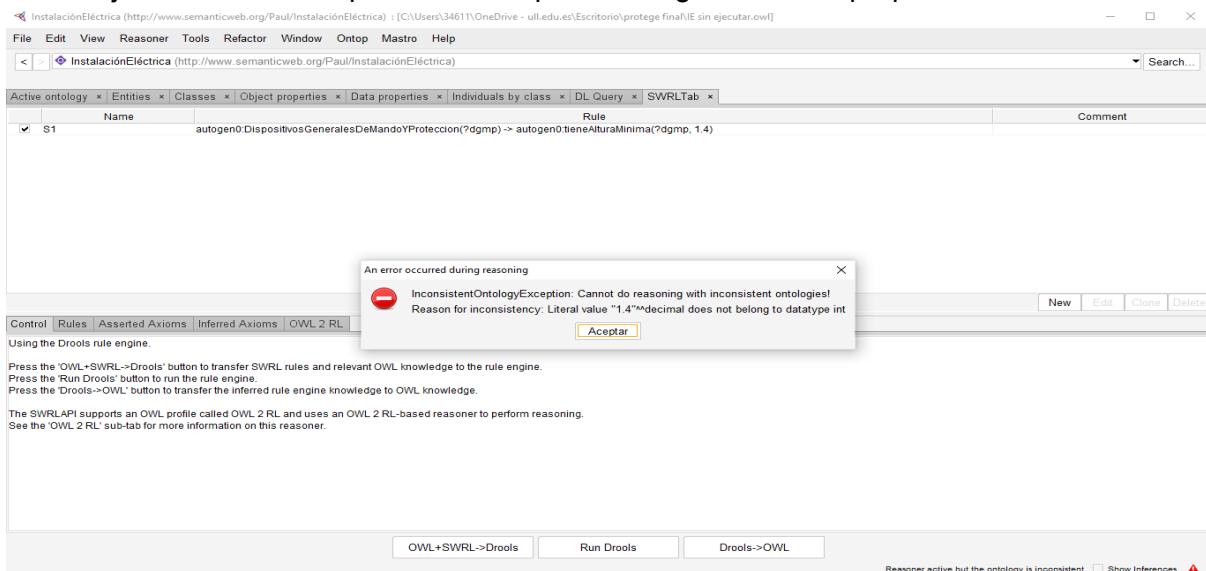 InstalaciónEléctrica (http://www.semanticweb.org/Paul/InstalaciónEléctrica) : [C:\Users\34611\OneDrive - ull.edu.es\Escritorio\protege final\IE sin ejecutar.owl]
File Edit View Reasoner Tools Refactor Window Ontop Mastro Help
< > InstalaciónEléctrica (http://www.semanticweb.org/Paul/InstalaciónEléctrica) Search...
Active ontology × Entities × Classes × Object properties × Data properties × Individuals by class × DL Query × SWRLTab ×
Name Rule Comment
S1 autogen0:DispositivosGeneralesDeMandoYProteccion(?dgmp) -> autogen0:tieneAlturaMinima(?dgmp, 1.4)
An error occurred during reasoning
InconsistentOntologyException: Cannot do reasoning with inconsistent ontologies!
Reason for inconsistency: Literal value "1.4"^^decimal does not belong to datatype int
Aceptar
New Edit Clone Delete
Control Rules Asserted Axioms Inferred Axioms OWL 2 RL
Using the Drools rule engine.
Press the 'OWL+SWRL->Drools' button to transfer SWRL rules and relevant OWL knowledge to the rule engine.
Press the 'Run Drools' button to run the rule engine.
Press the 'Drools->OWL' button to transfer the inferred rule engine knowledge to OWL knowledge.
The SWRLAPI supports an OWL profile called OWL 2 RL and uses an OWL 2 RL-based reasoner to perform reasoning.
See the 'OWL 2 RL' sub-tab for more information on this reasoner.
OWL+SWRL->Drools Run Drools Drools->OWL
Reasoner active but the ontology is inconsistent Show Inferences